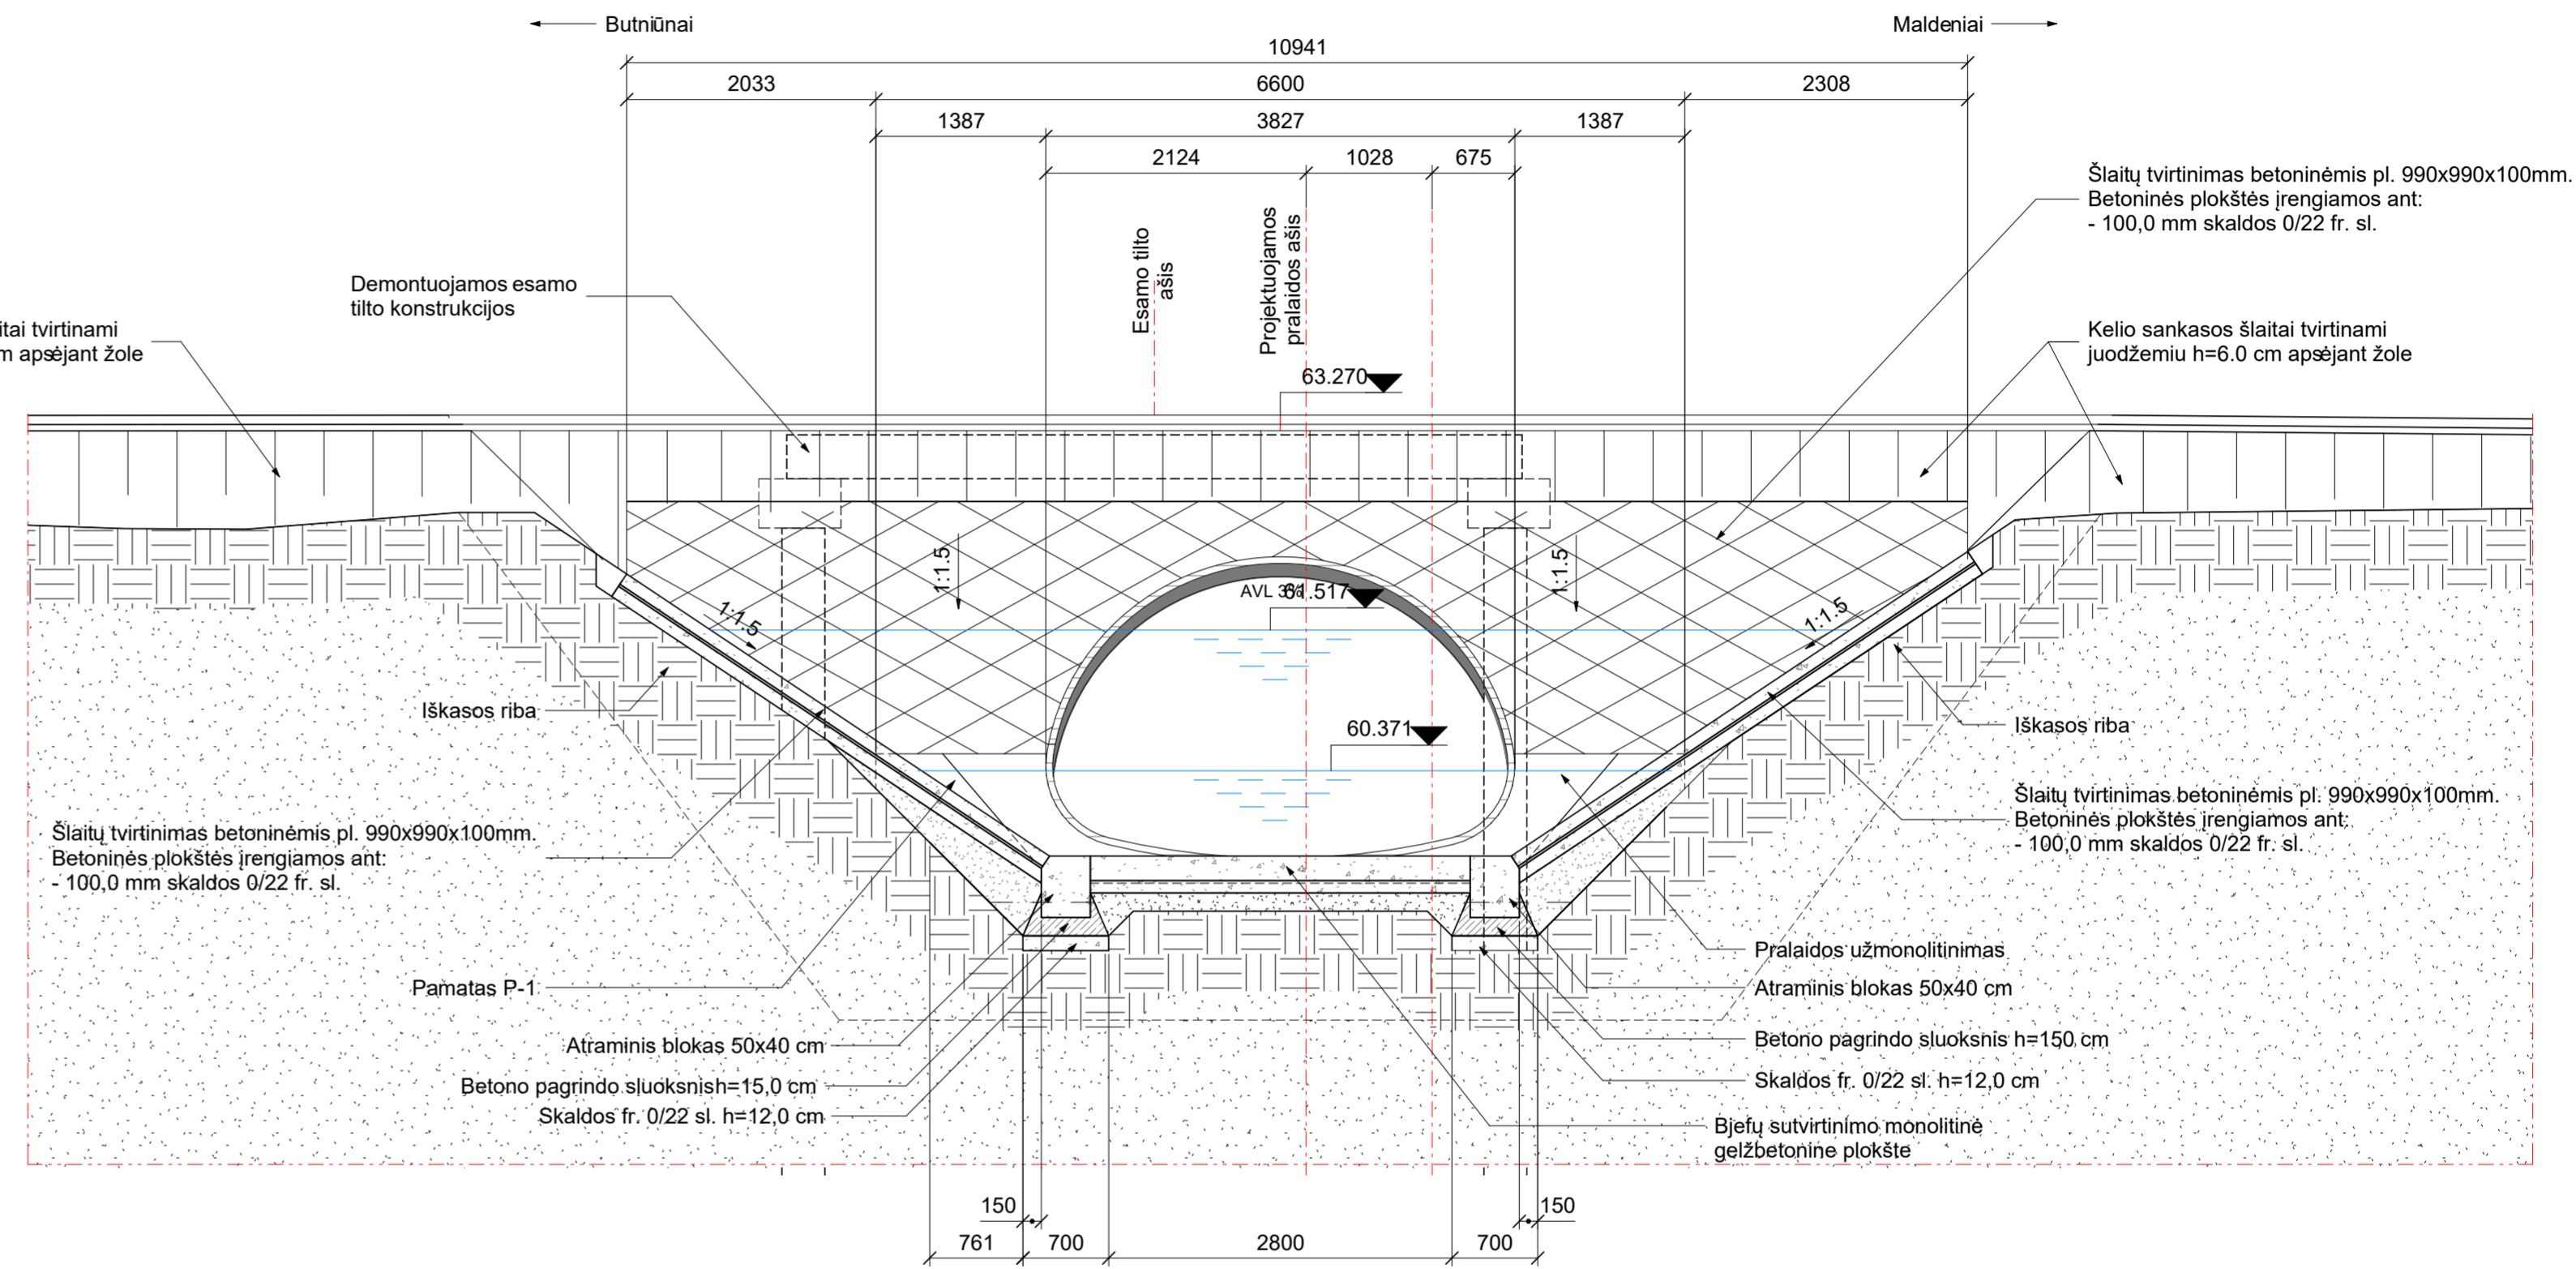 Butniūnai
Maldeniai
10941
2033
6600
2308
1387
3827
1387
2124
1028
675
Šlaitų tvirtinimas betoninėmis pl. 990x990x100mm.
Betoninės plokštės įrengiamos ant:
- 100,0 mm skaldos 0/22 fr. sl.
Esamo tilto
ašis
Projektuojamos
pralaidos ašis
Demontuojamos esamo
tilto konstrukcijos
itai tvirtinami
m apsėjant žole
Kelio sankasos šlaitai tvirtinami
juodžemiu h=6.0 cm apsėjant žole
63.270
1:1.5
1:1.5
AVL 3%
61.517
1:1.5
1:1.5
Iškasos riba
60.371
Iškasos riba
Šlaitų tvirtinimas betoninėmis pl. 990x990x100mm.
Betoninės plokštės įrengiamos ant:
- 100,0 mm skaldos 0/22 fr. sl.
Šlaitų tvirtinimas betoninėmis pl. 990x990x100mm.
Betoninės plokštės įrengiamos ant:
- 100,0 mm skaldos 0/22 fr. sl.
Pamatas P-1
Atraminis blokas 50x40 cm
Betono pagrindo sluoksnis h=15,0 cm
Skaldos fr. 0/22 sl. h=12,0 cm
Pralaidos užmonolitinimas
Atraminis blokas 50x40 cm
Betono pagrindo sluoksnis h=150 cm
Skaldos fr. 0/22 sl. h=12,0 cm
Bjefų sutvirtinimo monolitinė
gelžbetonine plokšte
150
150
761
700
2800
700